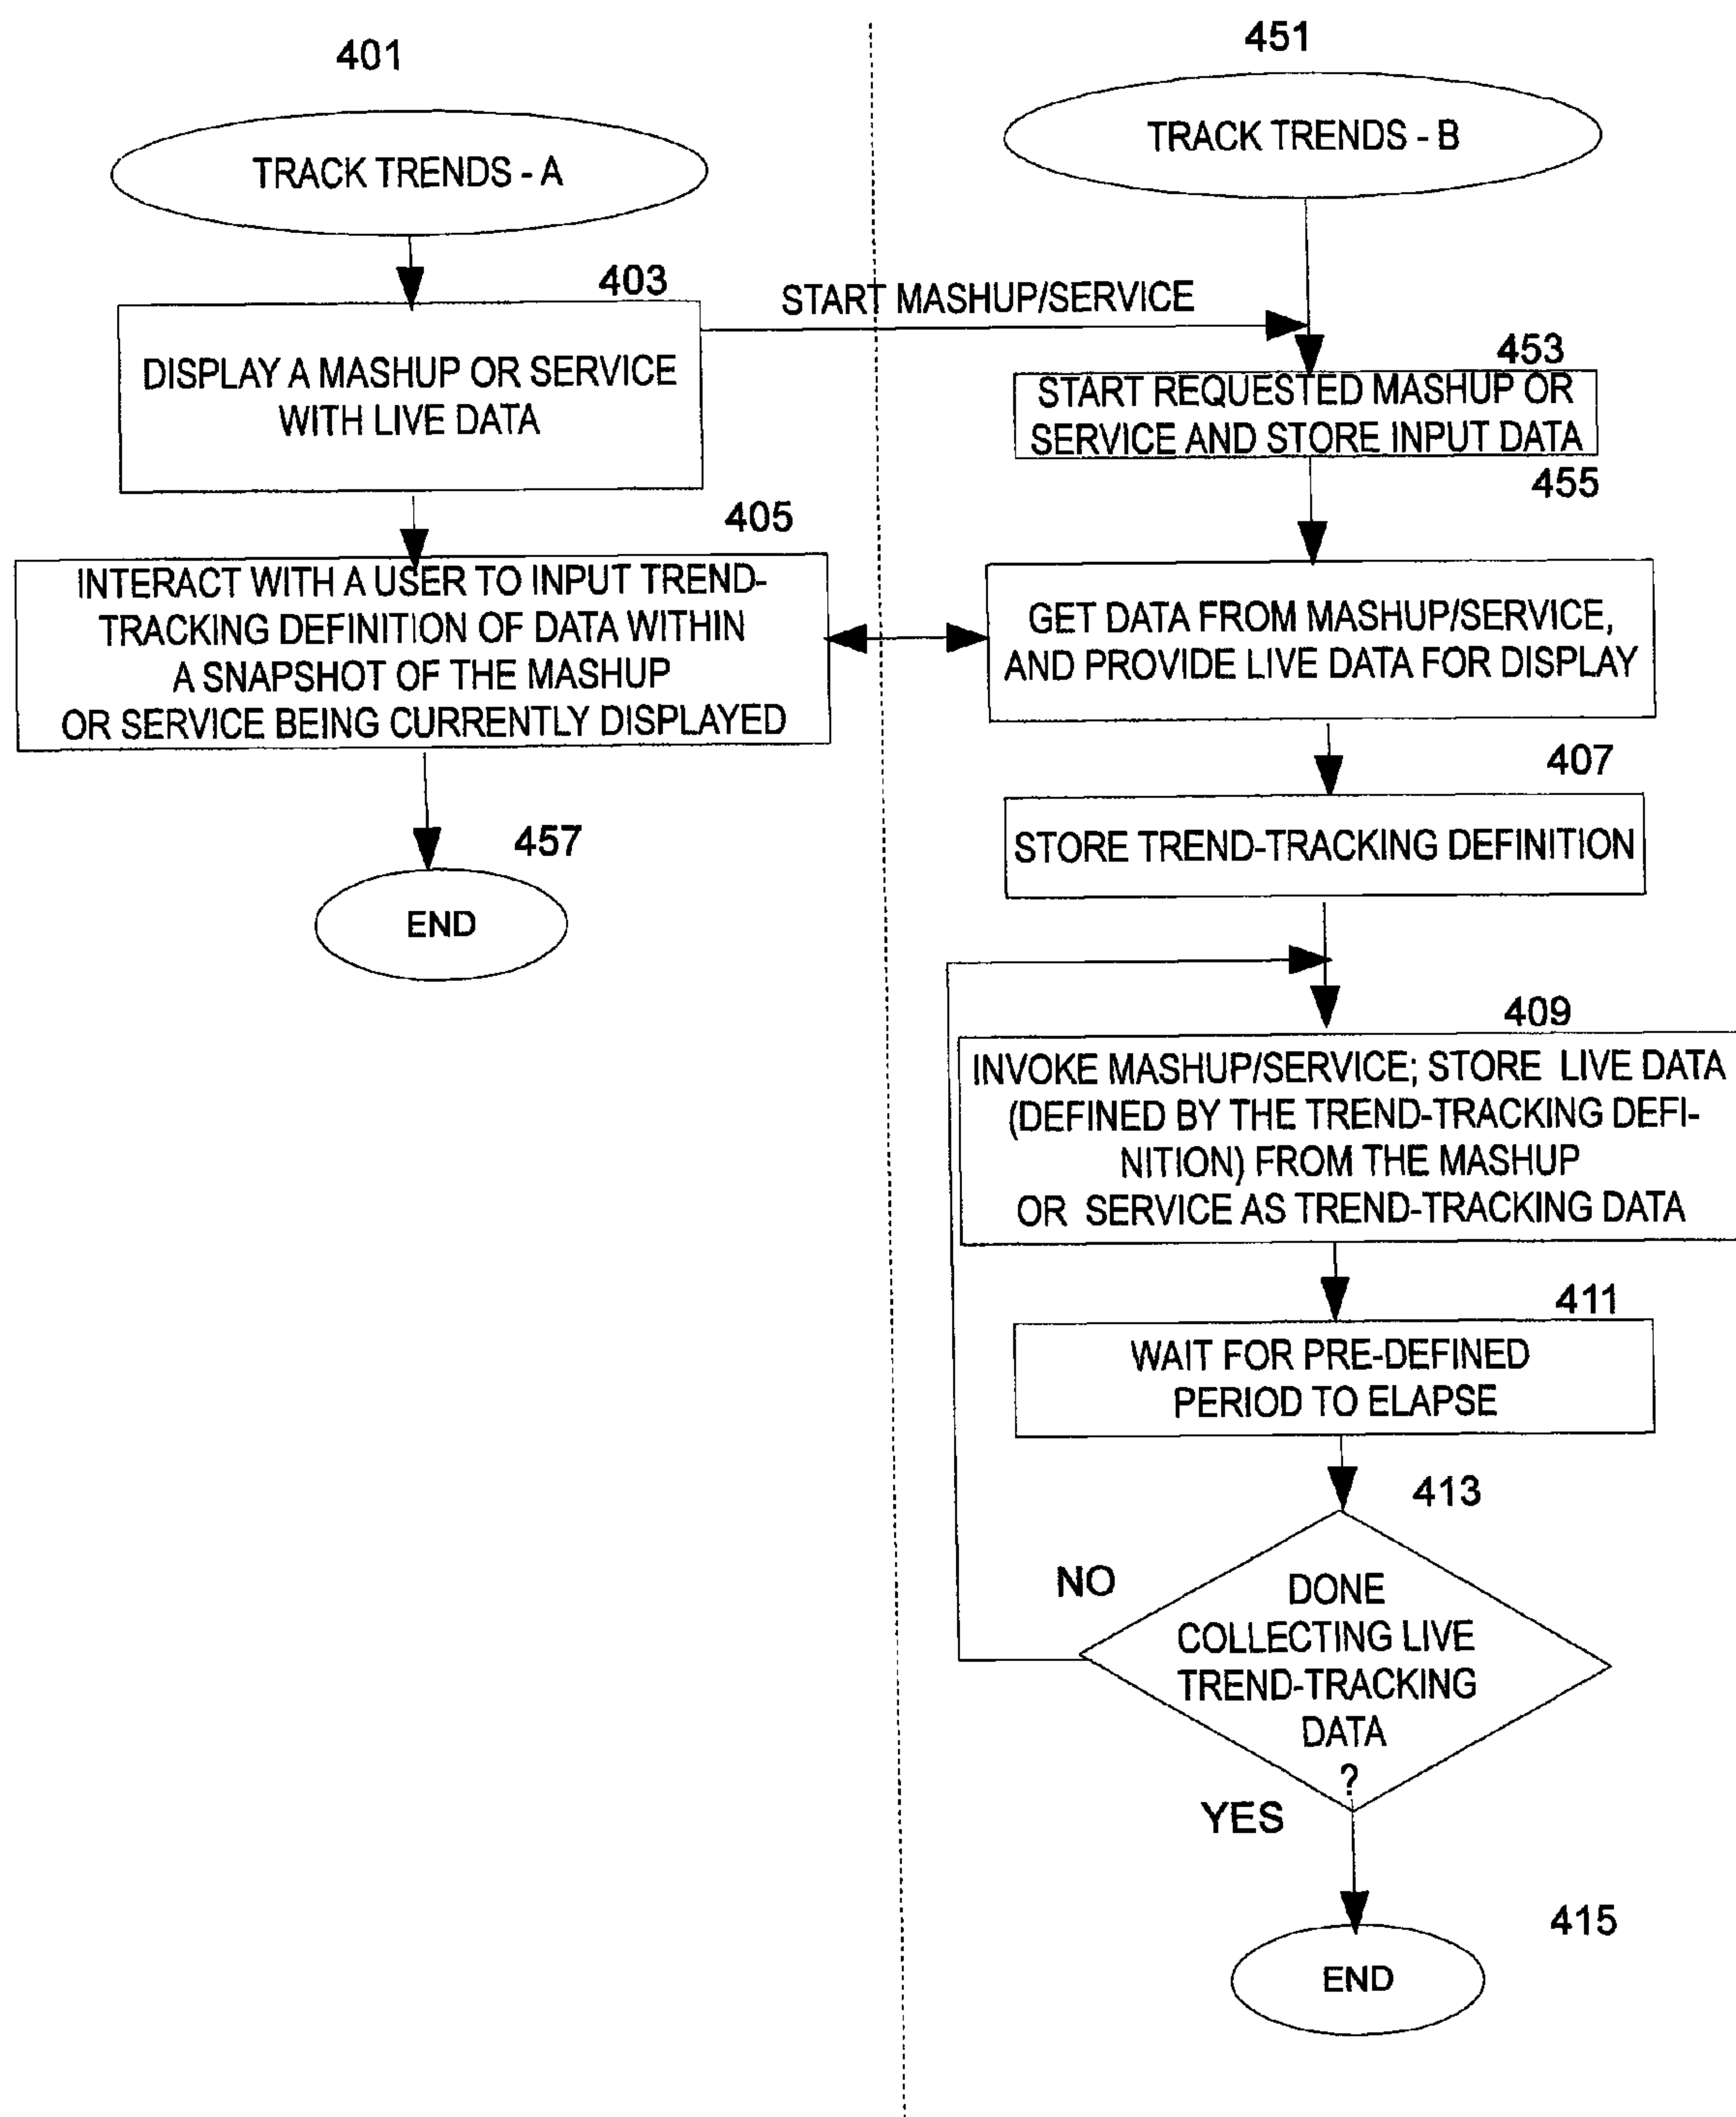 401
TRACK TRENDS - A
403
DISPLAY A MASHUP OR SERVICE
WITH LIVE DATA
405
INTERACT WITH A USER TO INPUT TREND-
TRACKING DEFINITION OF DATA WITHIN
A SNAPSHOT OF THE MASHUP
OR SERVICE BEING CURRENTLY DISPLAYED
457
END
START MASHUP/SERVICE
451
TRACK TRENDS - B
453
START REQUESTED MASHUP OR
SERVICE AND STORE INPUT DATA
455
GET DATA FROM MASHUP/SERVICE,
AND PROVIDE LIVE DATA FOR DISPLAY
407
STORE TREND-TRACKING DEFINITION
409
INVOKE MASHUP/SERVICE; STORE LIVE DATA
(DEFINED BY THE TREND-TRACKING DEFI-
NITION) FROM THE MASHUP
OR SERVICE AS TREND-TRACKING DATA
411
WAIT FOR PRE-DEFINED
PERIOD TO ELAPSE
413
NO
DONE
COLLECTING LIVE
TREND-TRACKING
DATA
?
YES
415
END